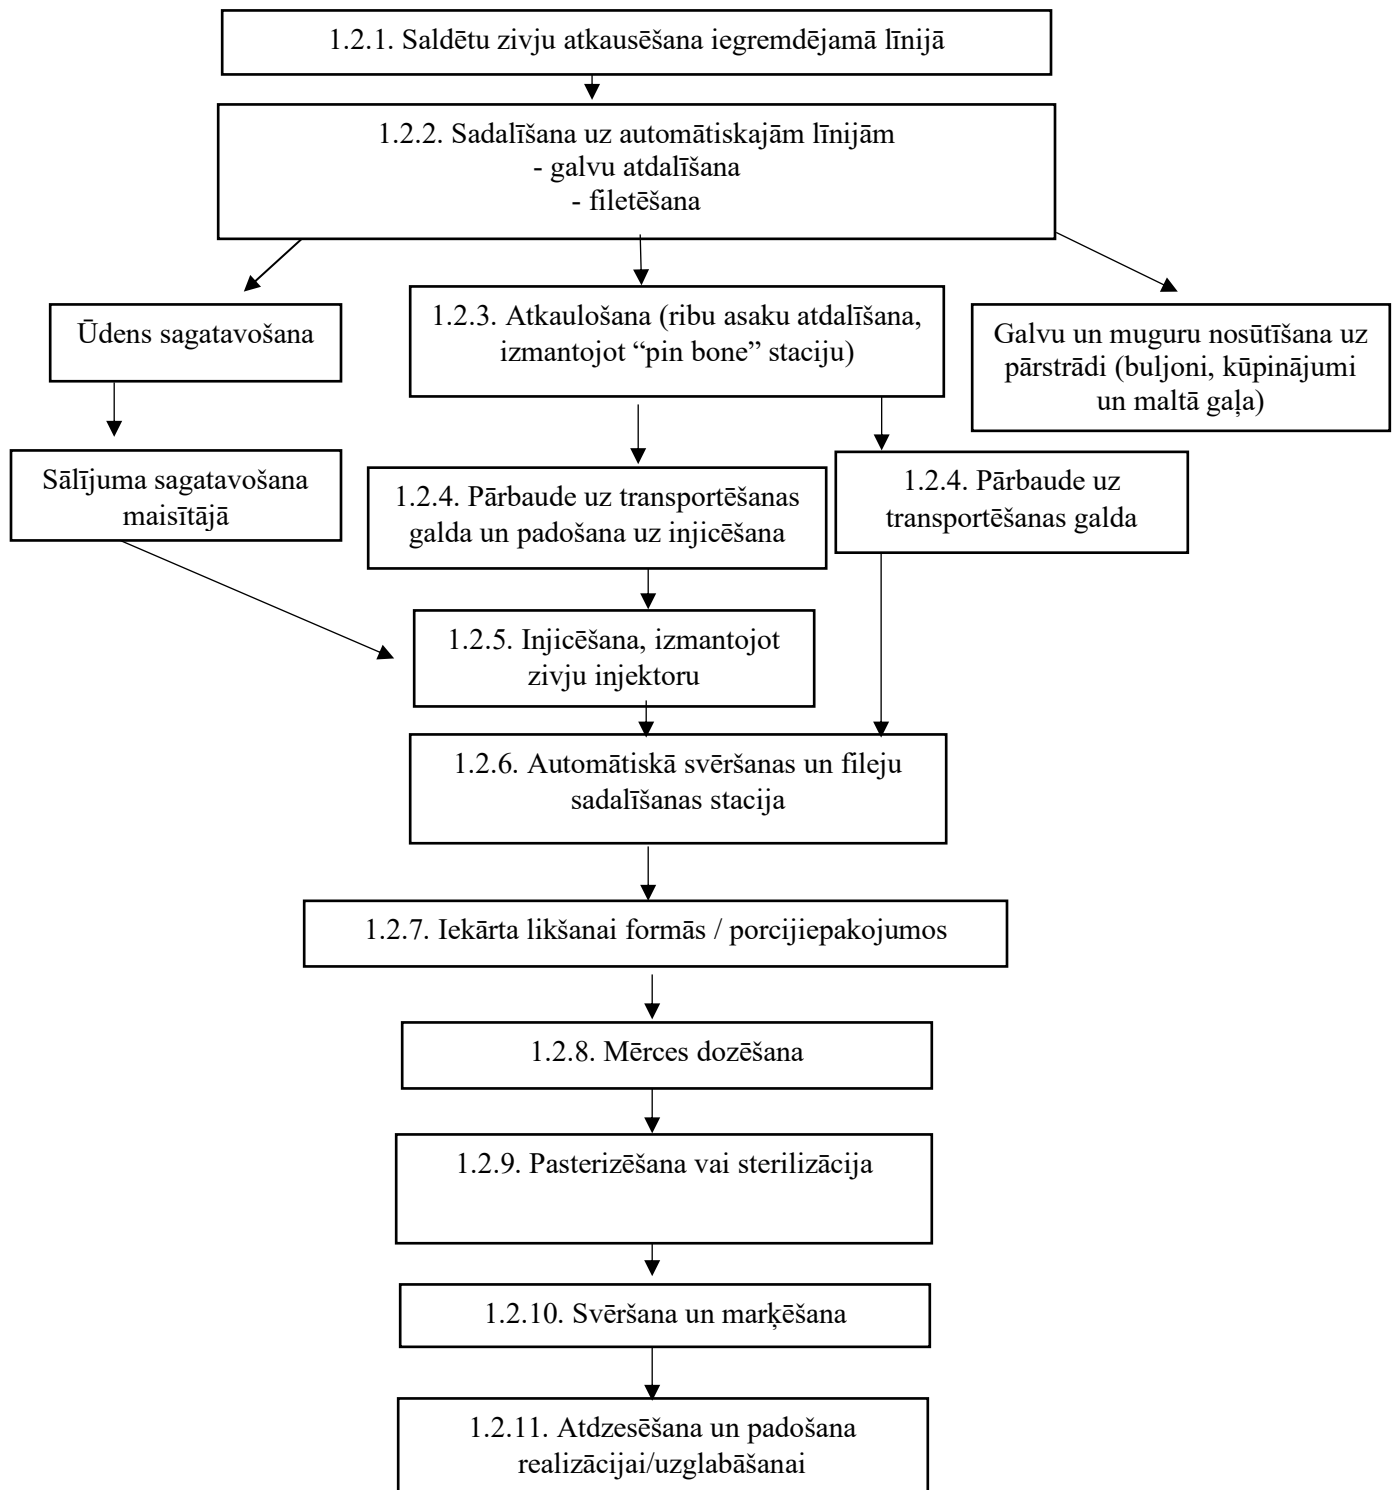 1.2.1. Saldētu zivju atkausēšana iegremdējamā līnijā
1.2.2. Sadalīšana uz automātiskajām līnijām
- galvu atdalīšana
- filetēšana
Ūdens sagatavošana
1.2.3. Atkaulošana (ribu asaku atdalīšana,
izmantojot “pin bone” staciju)
Galvu un muguru nosūtīšana uz
pārstrādi (buljoni, kūpinājumi
un maltā gaļa)
Sālījuma sagatavošana
maisītājā
1.2.4. Pārbaude uz transportēšanas
galda un padošana uz injicēšana
1.2.4. Pārbaude uz
transportēšanas galda
1.2.5. Injicēšana, izmantojot
zivju injektoru
1.2.6. Automātiskā svēršanas un fileju
sadalīšanas stacija
1.2.7. Iekārta likšanai formās / porcijiepakojumos
1.2.8. Mērces dozēšana
1.2.9. Pasterizēšana vai sterilizācija
1.2.10. Svēršana un marķēšana
1.2.11. Atdzesēšana un padošana
realizācijai/uzglabāšanai